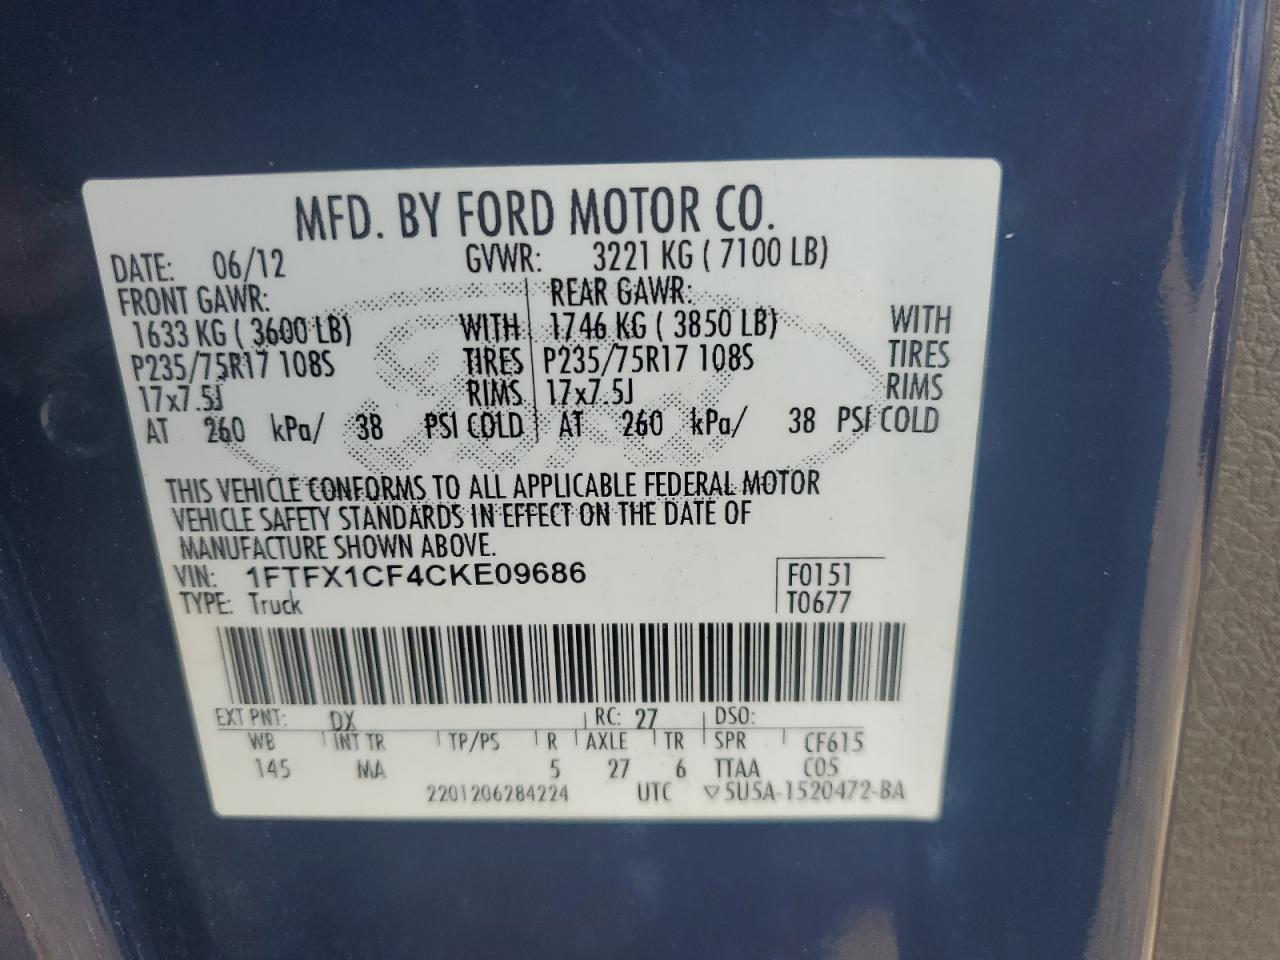 MFD. BY FORD MOTOR CO.
DATE: 06/12 GVWR: 3221 KG ( 7100 LB)
FRONT GAWR: REAR GAWR:
1633 KG ( 3600 LB) WITH 1746 KG ( 3850 LB) WITH
P235/75R17 108S TIRES P235/75R17 108S TIRES
17x7.5J RIMS 17x7.5J RIMS
AT 260 kPa/ 38 PSI COLD AT 260 kPa/ 38 PSI COLD
THIS VEHICLE CONFORMS TO ALL APPLICABLE FEDERAL MOTOR
VEHICLE SAFETY STANDARDS IN EFFECT ON THE DATE OF
MANUFACTURE SHOWN ABOVE.
VIN: 1FTFX1CF4CKE09686 F0151
TYPE: Truck T0677
EXT PNT: DX RC: 27 DSO:
WB INT TR TP/PS R AXLE TR SPR CF615
145 MA 5 27 6 TTAA C05
2201206284224 UTC ▽5U5A-1520472-BA